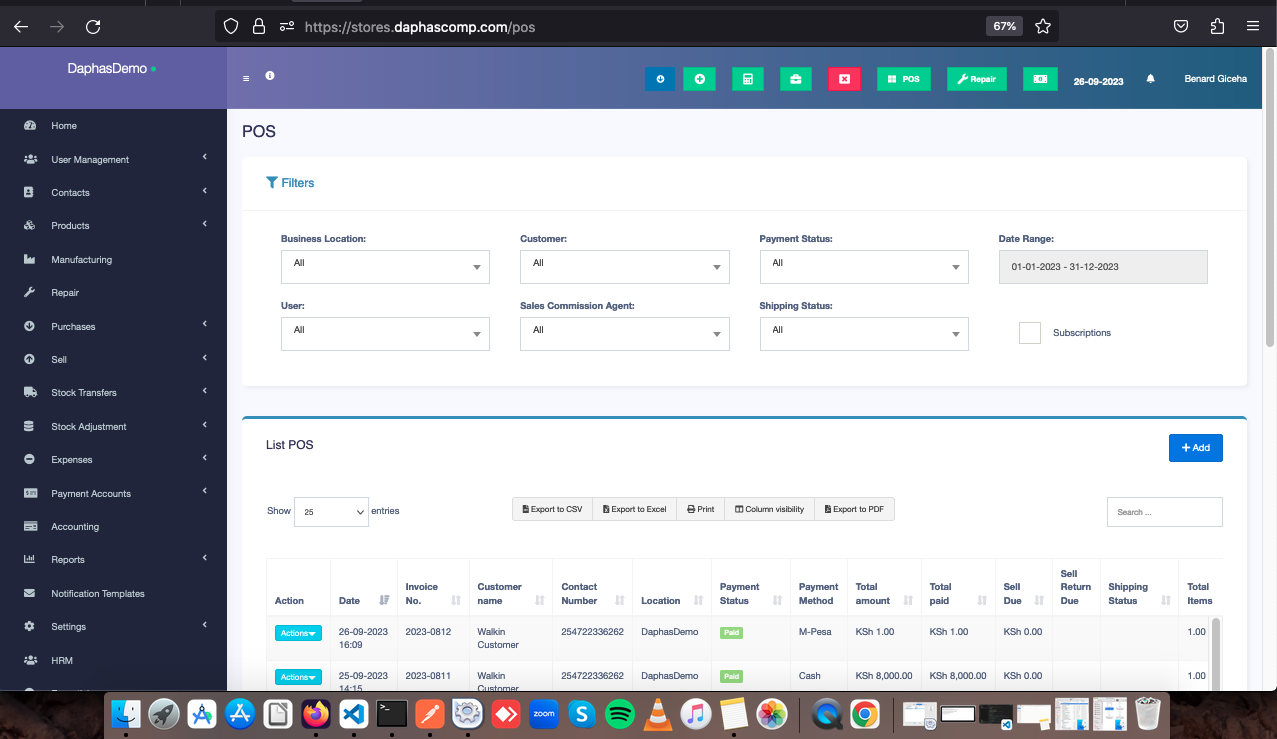 https://stores.daphascomp.com/pos
67%
DaphasDemo
POS
Repair
26-09-2023
Benard Giceha
Home
User Management
Contacts
Products
Manufacturing
Repair
Purchases
Sell
Stock Transfers
Stock Adjustment
Expenses
Payment Accounts
Accounting
Reports
Notification Templates
Settings
HRM
POS
Filters
Business Location:
All
Customer:
All
Payment Status:
All
Date Range:
01-01-2023 - 31-12-2023
User:
All
Sales Commission Agent:
All
Shipping Status:
All
Subscriptions
List POS
+ Add
Show 25 entries
Export to CSV
Export to Excel
Print
Column visibility
Export to PDF
Search ...
Action
Date
Invoice No.
Customer name
Contact Number
Location
Payment Status
Payment Method
Total amount
Total paid
Sell Due
Sell Return Due
Shipping Status
Total Items
Actions 26-09-2023 16:09 2023-0812 Walkin Customer 254722336262 DaphasDemo Paid M-Pesa KSh 1.00 KSh 1.00 KSh 0.00 1.00
Actions 25-09-2023 14:15 2023-0811 Walkin Customer 254722336262 DaphasDemo Paid Cash KSh 8,000.00 KSh 8,000.00 KSh 0.00 1.00
zoom